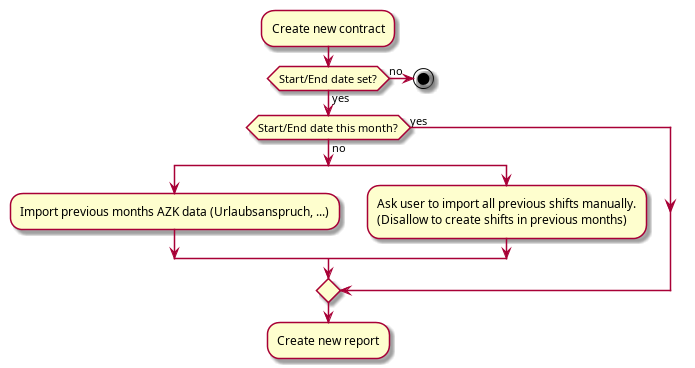 Create new contract
Start/End date set?
no
yes
Start/End date this month?
yes
no
Import previous months AZK data (Urlaubsanspruch, ...)
Ask user to import all previous shifts manually.
(Disallow to create shifts in previous months)
Create new report